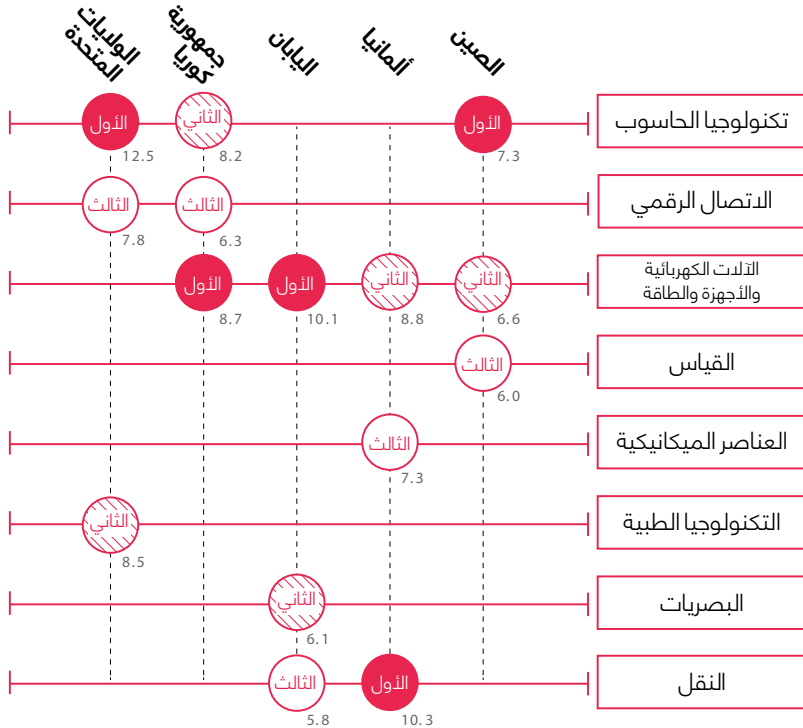 الصين
ألمانيا
اليابان
جمهورية
كوريا
الولايات
المتحدة
تكنولوجيا الحاسوب
الأول
7.3
الثاني
8.2
الأول
12.5
الاتصال الرقمي
الثالث
6.3
الثالث
7.8
الآلات الكهربائية
والأجهزة والطاقة
الثاني
6.6
الثاني
8.8
الأول
10.1
الأول
8.7
القياس
الثالث
6.0
العناصر الميكانيكية
الثالث
7.3
التكنولوجيا الطبية
الثاني
8.5
البصريات
الثاني
6.1
النقل
الأول
10.3
الثالث
5.8